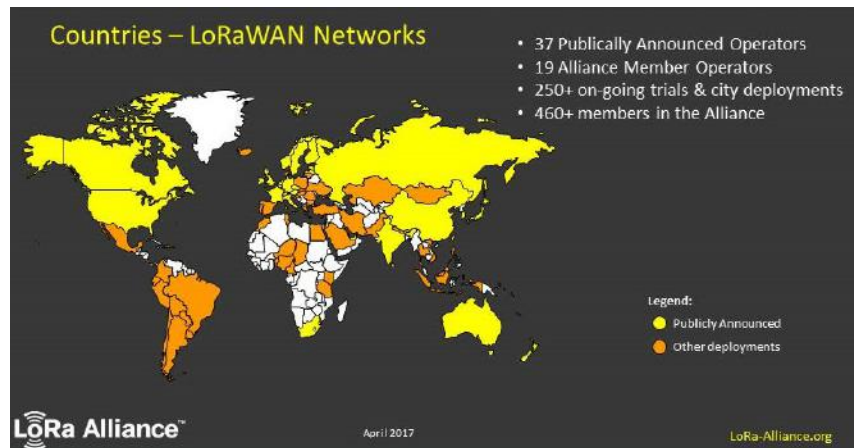 Countries – LoRaWAN Networks
• 37 Publically Announced Operators
• 19 Alliance Member Operators
• 250+ on-going trials & city deployments
• 460+ members in the Alliance
Legend:
Publicly Announced
Other deployments
LoRa Alliance™
April 2017
LoRa-Alliance.org